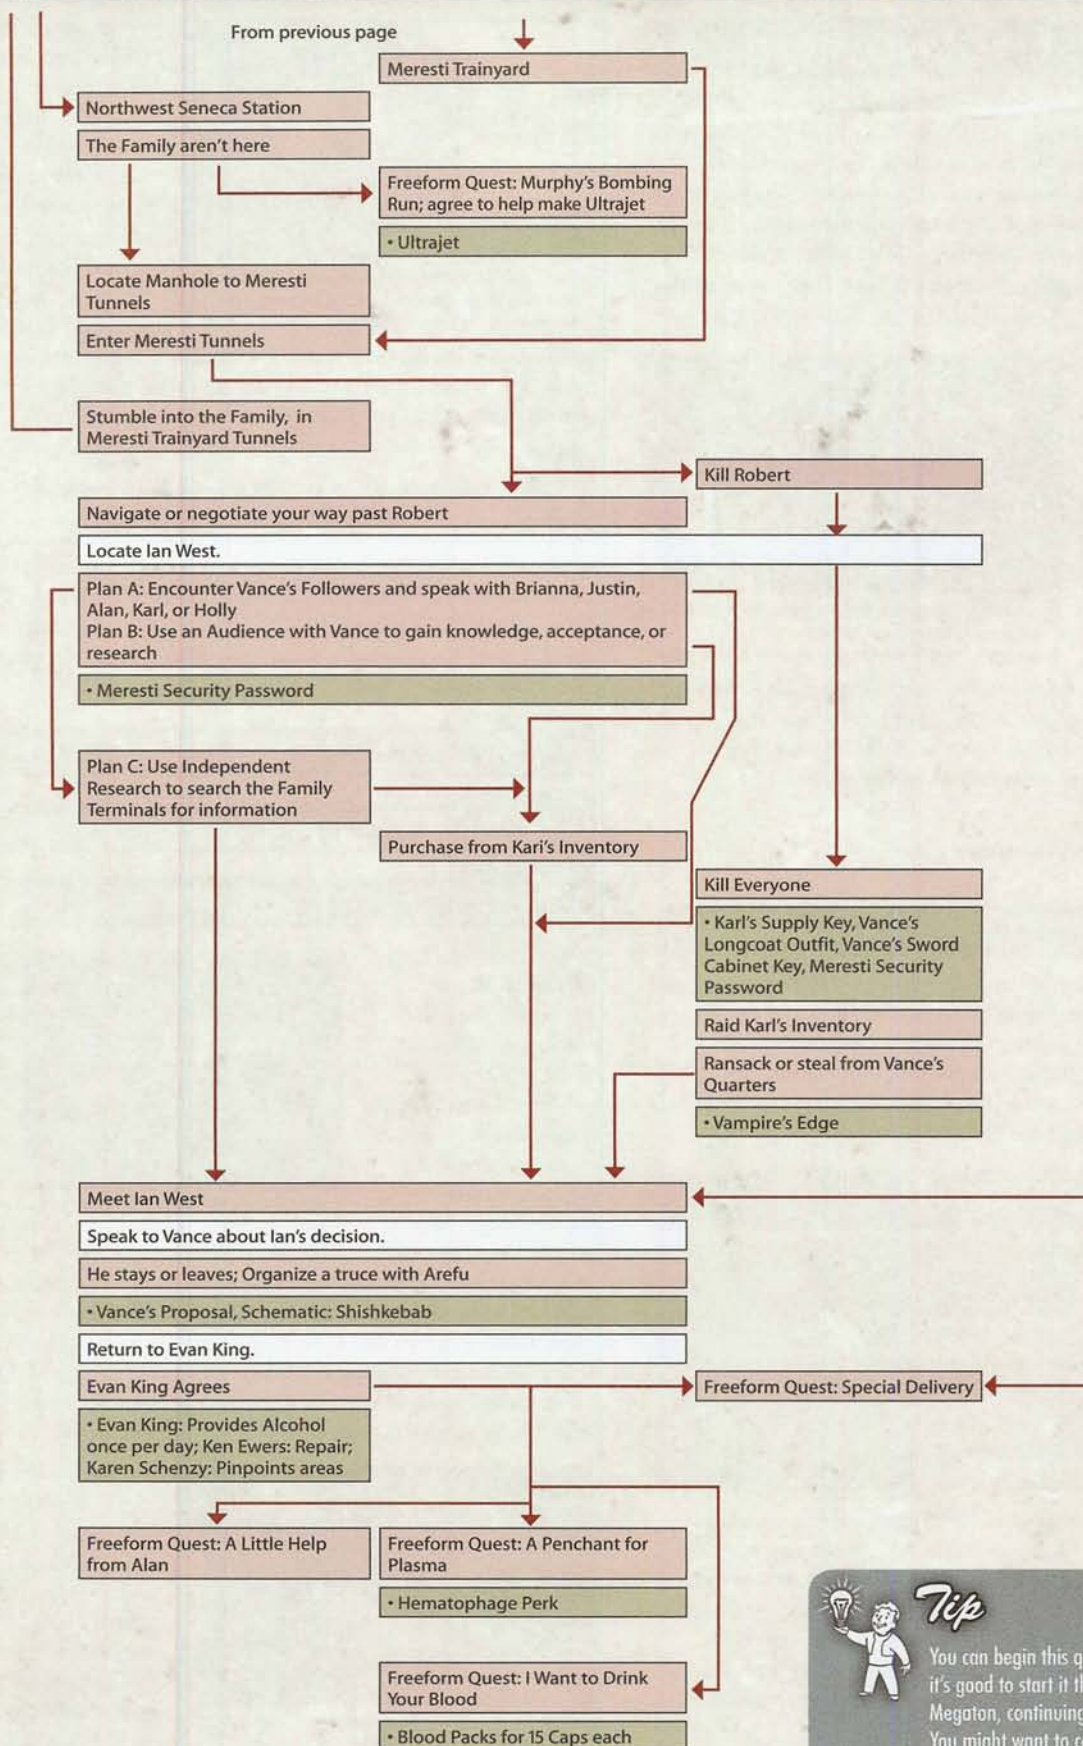 From previous page
Meresti Trainyard
Northwest Seneca Station
The Family aren't here
Freeform Quest: Murphy's Bombing
Run; agree to help make Ultrajet
• Ultrajet
Locate Manhole to Meresti
Tunnels
Enter Meresti Tunnels
Stumble into the Family, in
Meresti Trainyard Tunnels
Kill Robert
Navigate or negotiate your way past Robert
Locate Ian West.
Plan A: Encounter Vance's Followers and speak with Brianna, Justin,
Alan, Karl, or Holly
Plan B: Use an Audience with Vance to gain knowledge, acceptance, or
research
• Meresti Security Password
Plan C: Use Independent
Research to search the Family
Terminals for information
Purchase from Kari's Inventory
Kill Everyone
• Karl's Supply Key, Vance's
Longcoat Outfit, Vance's Sword
Cabinet Key, Meresti Security
Password
Raid Karl's Inventory
Ransack or steal from Vance's
Quarters
• Vampire's Edge
Meet Ian West
Speak to Vance about Ian's decision.
He stays or leaves; Organize a truce with Arefu
• Vance's Proposal, Schematic: Shishkebab
Return to Evan King.
Evan King Agrees
Freeform Quest: Special Delivery
• Evan King: Provides Alcohol
once per day; Ken Ewers: Repair;
Karen Schenzy: Pinpoints areas
Freeform Quest: A Little Help
from Alan
Freeform Quest: A Penchant for
Plasma
• Hematophage Perk
Freeform Quest: I Want to Drink
Your Blood
• Blood Packs for 15 Caps each
Tip
You can begin this
it's good to start it
Megaton, continuing
You might want to